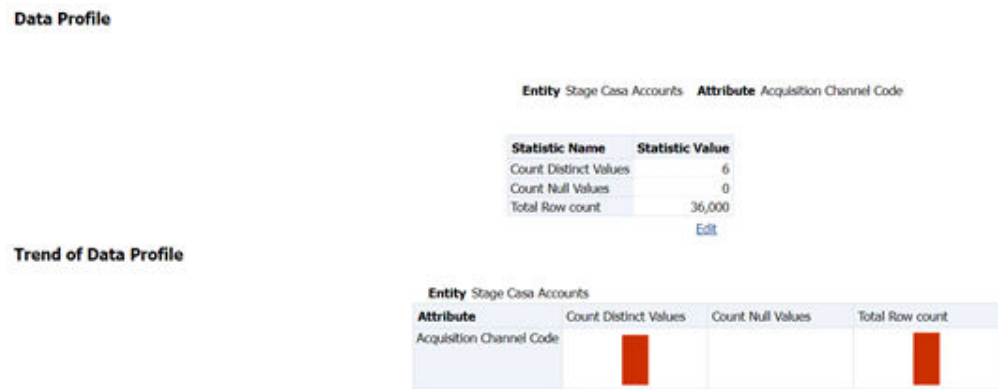 Data Profile
Entity Stage Casa Accounts Attribute Acquisition Channel Code
Statistic Name Statistic Value
Count Distinct Values 6
Count Null Values 0
Total Row count 36,000
Edit
Trend of Data Profile
Entity Stage Casa Accounts
Attribute Count Distinct Values Count Null Values Total Row count
Acquisition Channel Code